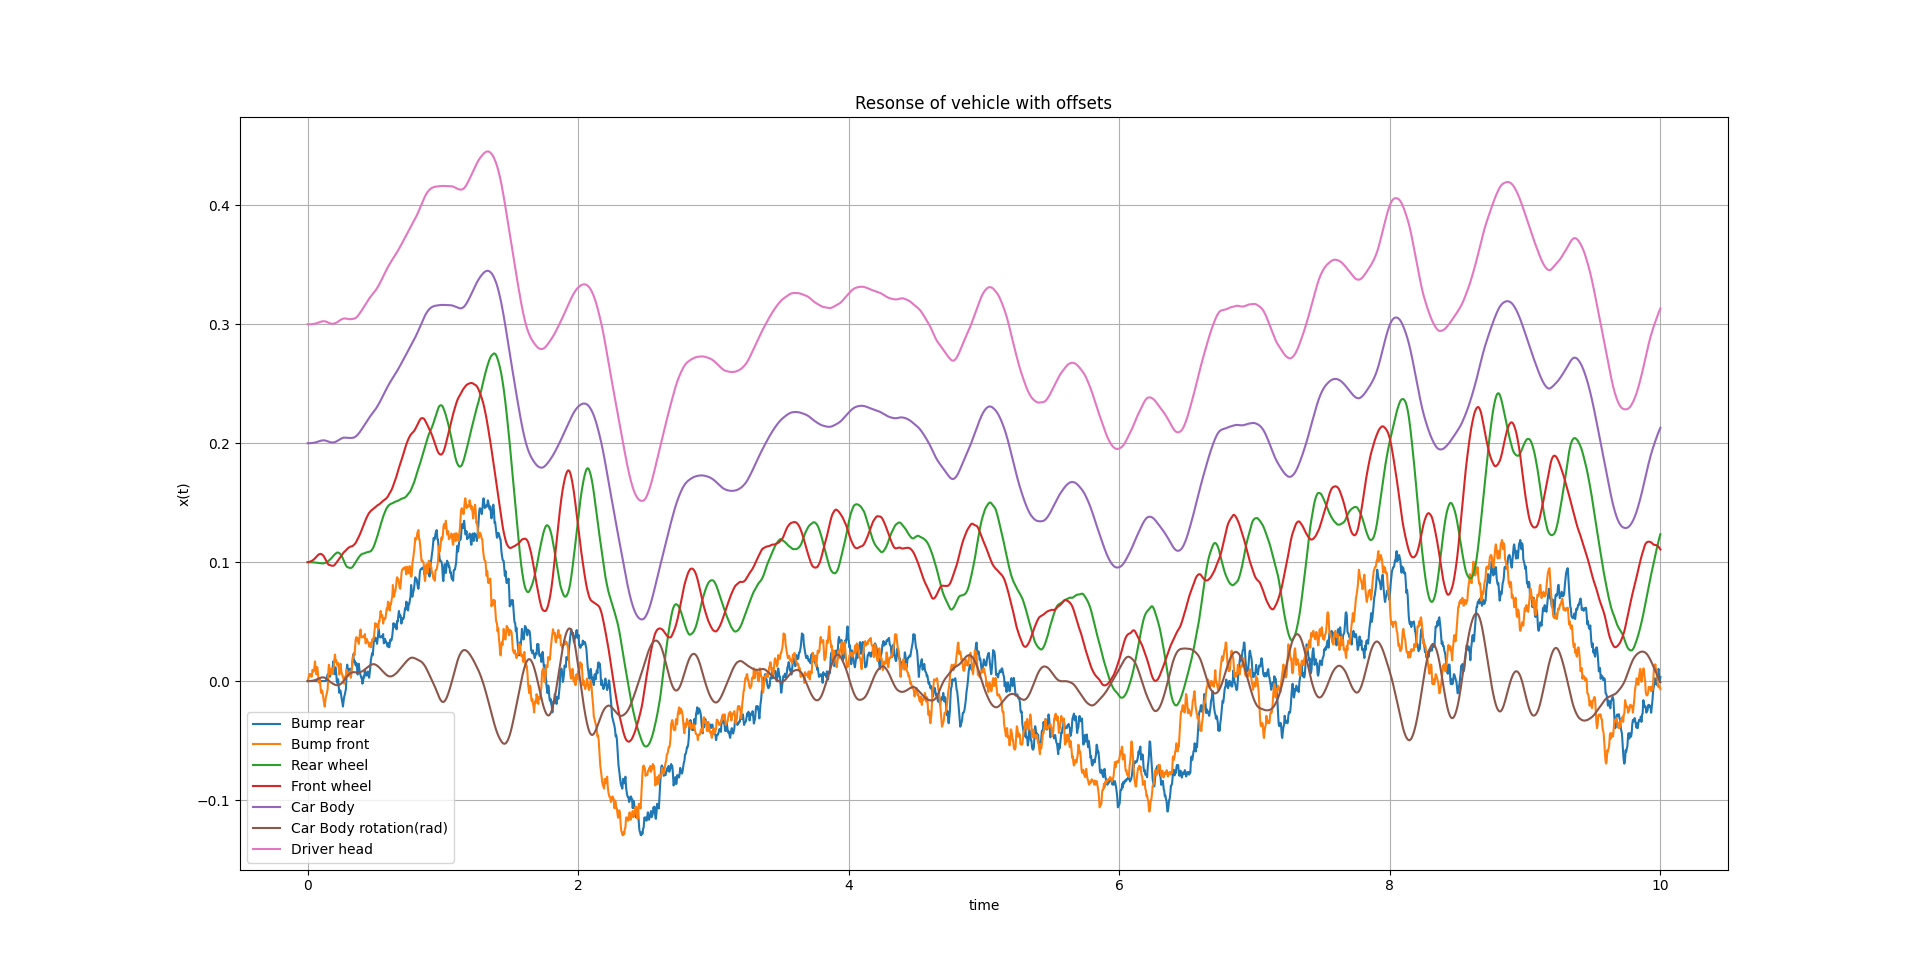 Resonse of vehicle with offsets
x(t)
0.4
0.3
0.2
0.1
0.0
−0.1
Bump rear
Bump front
Rear wheel
Front wheel
Car Body
Car Body rotation(rad)
Driver head
0 2 4 6 8 10
time